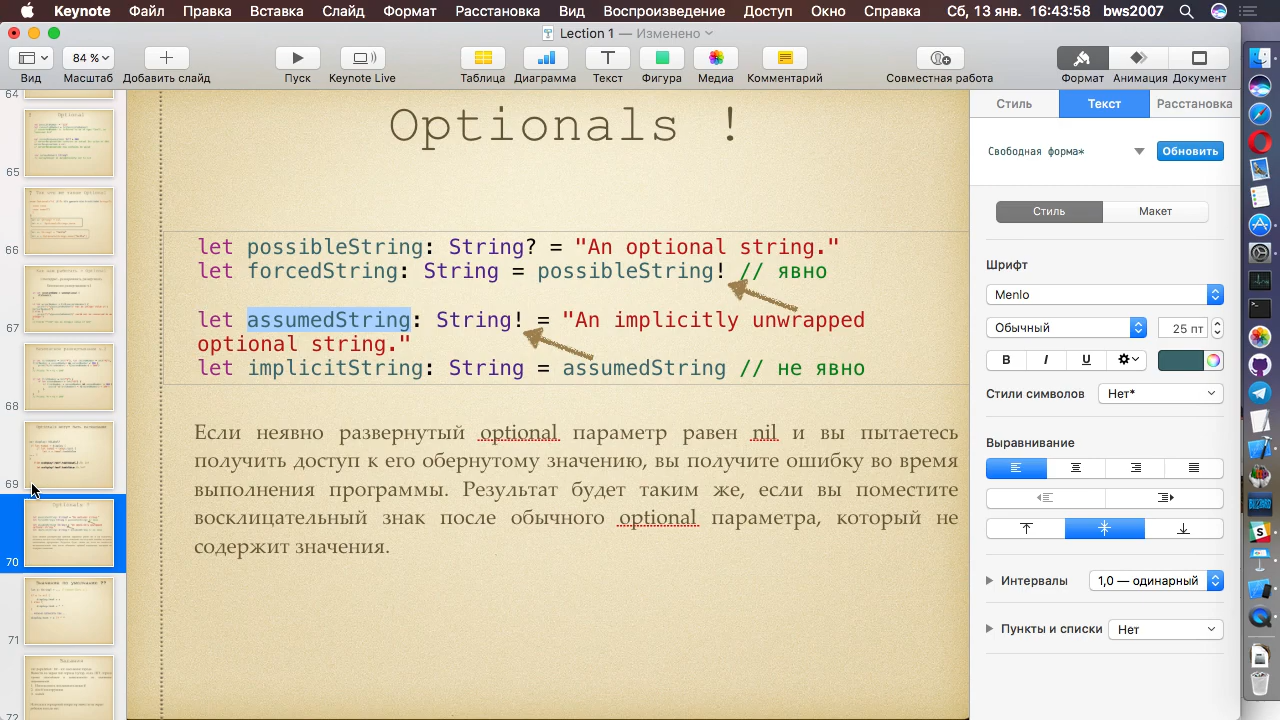 Keynote Файл Правка Вставка Слайд Формат Расстановка Вид Воспроизведение Доступ Окно Справка Сб, 13 янв. 16:43:58 bws2007
Lection 1 — Изменено
84 %
Вид Масштаб Добавить слайд Пуск Keynote Live Таблица Диаграмма Текст Фигура Медиа Комментарий Совместная работа Формат Анимация Документ
64
65
66
67
68
69
70
71
72
Optionals !
let possibleString: String? = "An optional string."
let forcedString: String = possibleString! // явно
let assumedString: String! = "An implicitly unwrapped
optional string."
let implicitString: String = assumedString // не явно
Если неявно развернутый optional параметр равен nil и вы пытаетесь
получить доступ к его обернутому значению, вы получите ошибку во время
выполнения программы. Результат будет таким же если вы поместите
восклицательный знак после обычного optional параметра, который не
содержит значения.
Стиль Текст Расстановка
Свободная форма*
Обновить
Стиль Макет
Шрифт
Menlo
Обычный 25 пт
B I U
Стили символов Нет*
Выравнивание
Интервалы 1,0 — одинарный
Пункты и списки Нет